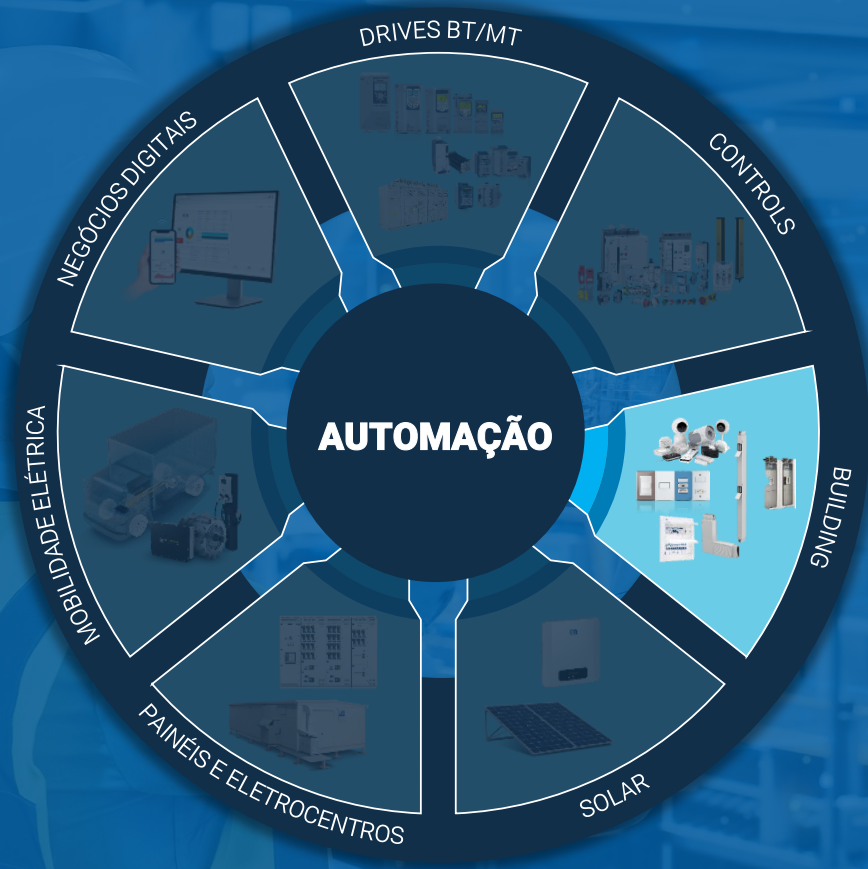 DRIVES BT/MT
CONTROLS
BUILDING
SOLAR
PAINÉIS E ELETROCENTROS
MOBILIDADE ELÉTRICA
NEGÓCIOS DIGITAIS
AUTOMAÇÃO